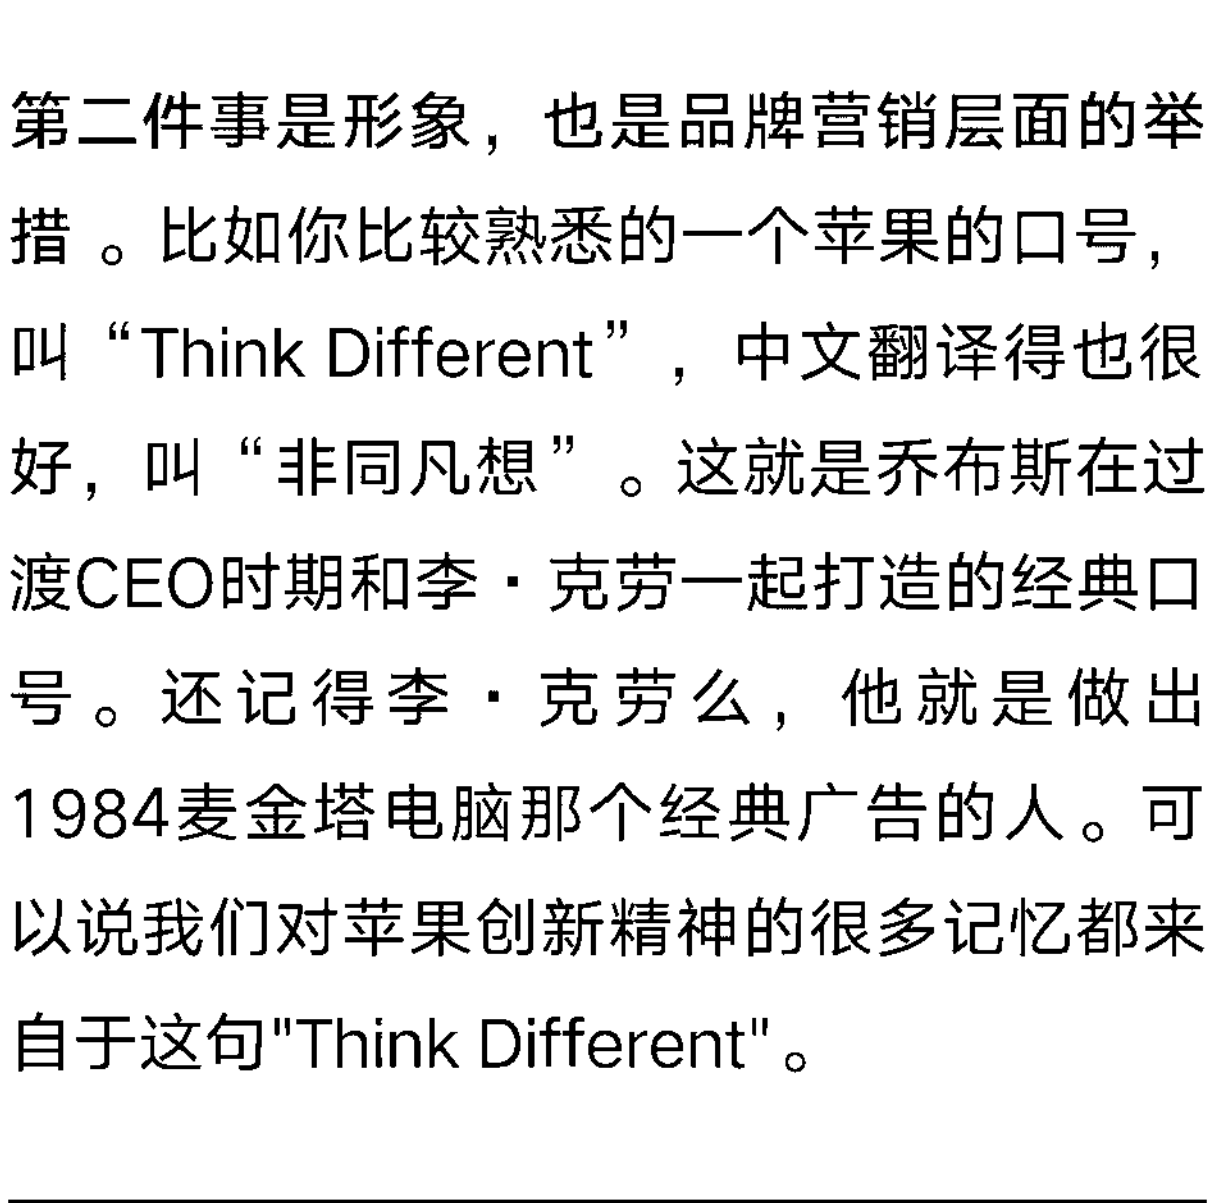 第二件事是形象，也是品牌营销层面的举
措。比如你比较熟悉的一个苹果的口号，
叫“Think Different”，中文翻译得也很
好，叫“非同凡想”。这就是乔布斯在过
渡CEO时期和李·克劳一起打造的经典口
号。还记得李·克劳么，他就是做出
1984麦金塔电脑那个经典广告的人。可
以说我们对苹果创新精神的很多记忆都来
自于这句"Think Different"。